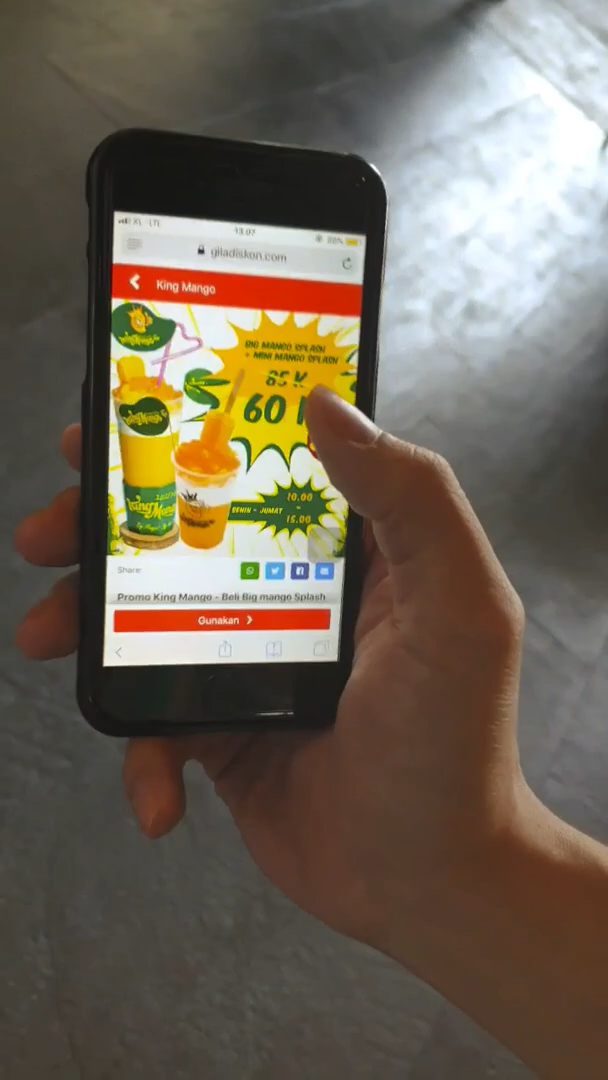 XL LTE
13.07
giladiskon.com
King Mango
BIG MANGO SPLASH
+ MINI MANGO SPLASH
85 K
60
10.00
SENIN - JUMAT
-
15.00
Share:
Promo King Mango - Beli Big mango Splash
Gunakan